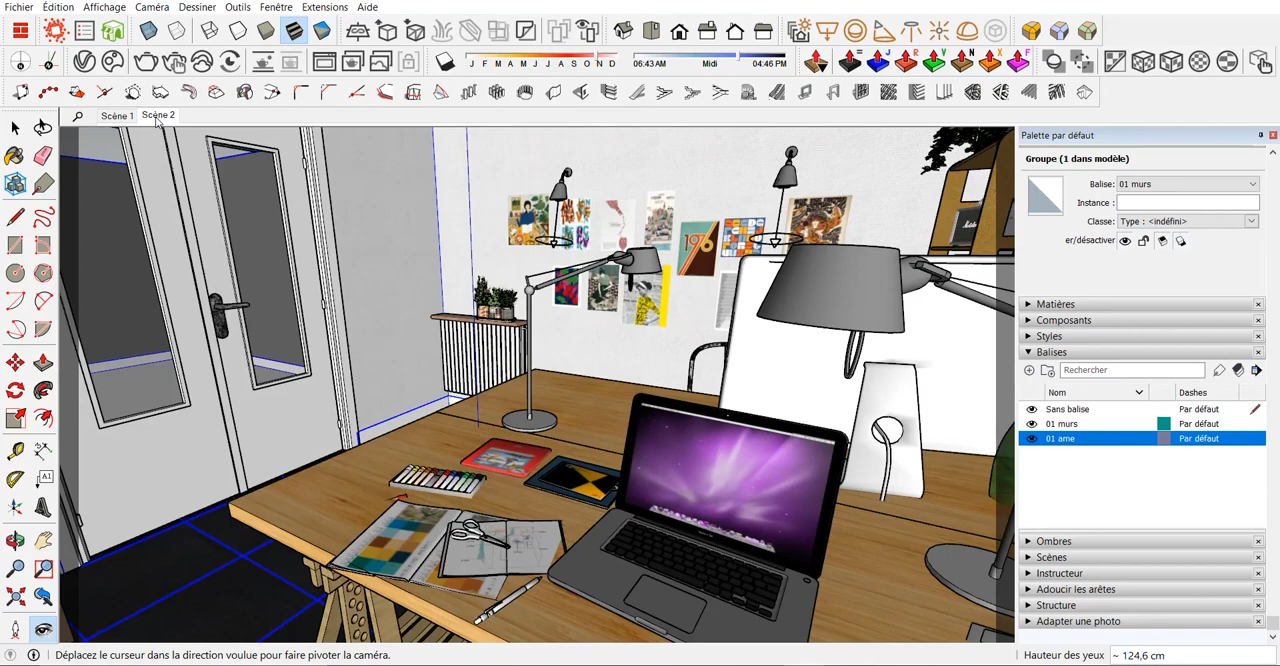 Fichier Édition Affichage Caméra Dessiner Outils Fenêtre Extensions Aide
J F M A M J J A S O N D 06:43 AM Midi 04:46 PM
Scène 1 Scène 2
Palette par défaut
Groupe (1 dans modèle)
Balise: 01 murs
Instance :
Classe: Type : <indéfini>
er/désactiver
Matières
Composants
Styles
Balises
Rechercher
Nom Dashes
Sans balise Par défaut
01 murs Par défaut
01 ame Par défaut
Ombres
Scènes
Instructeur
Adoucir les arêtes
Structure
Adapter une photo
196
Marshall
Déplacez le curseur dans la direction voulue pour faire pivoter la caméra.
Hauteur des yeux ~ 124,6 cm